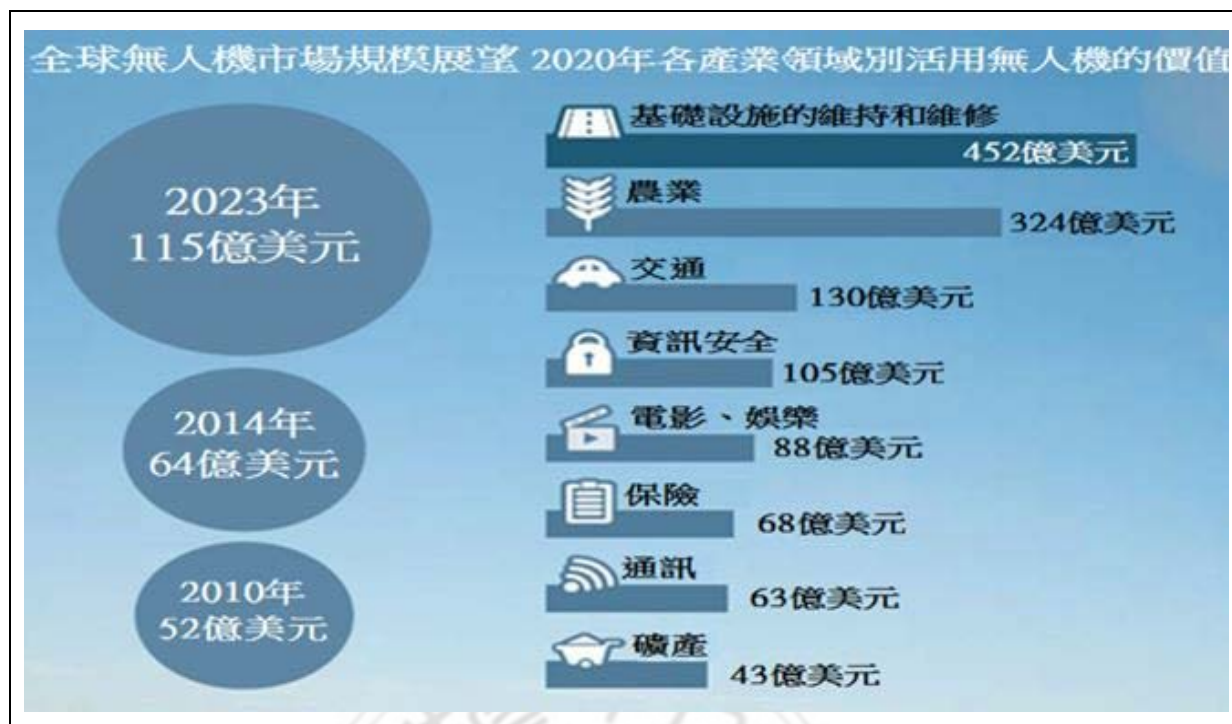 全球無人機市場規模展望 2020年各產業領域別活用無人機的價值
2023年
115億美元
2014年
64億美元
2010年
52億美元
基礎設施的維持和維修
452億美元
農業
324億美元
交通
130億美元
資訊安全
105億美元
電影、娛樂
88億美元
保險
68億美元
通訊
63億美元
礦產
43億美元